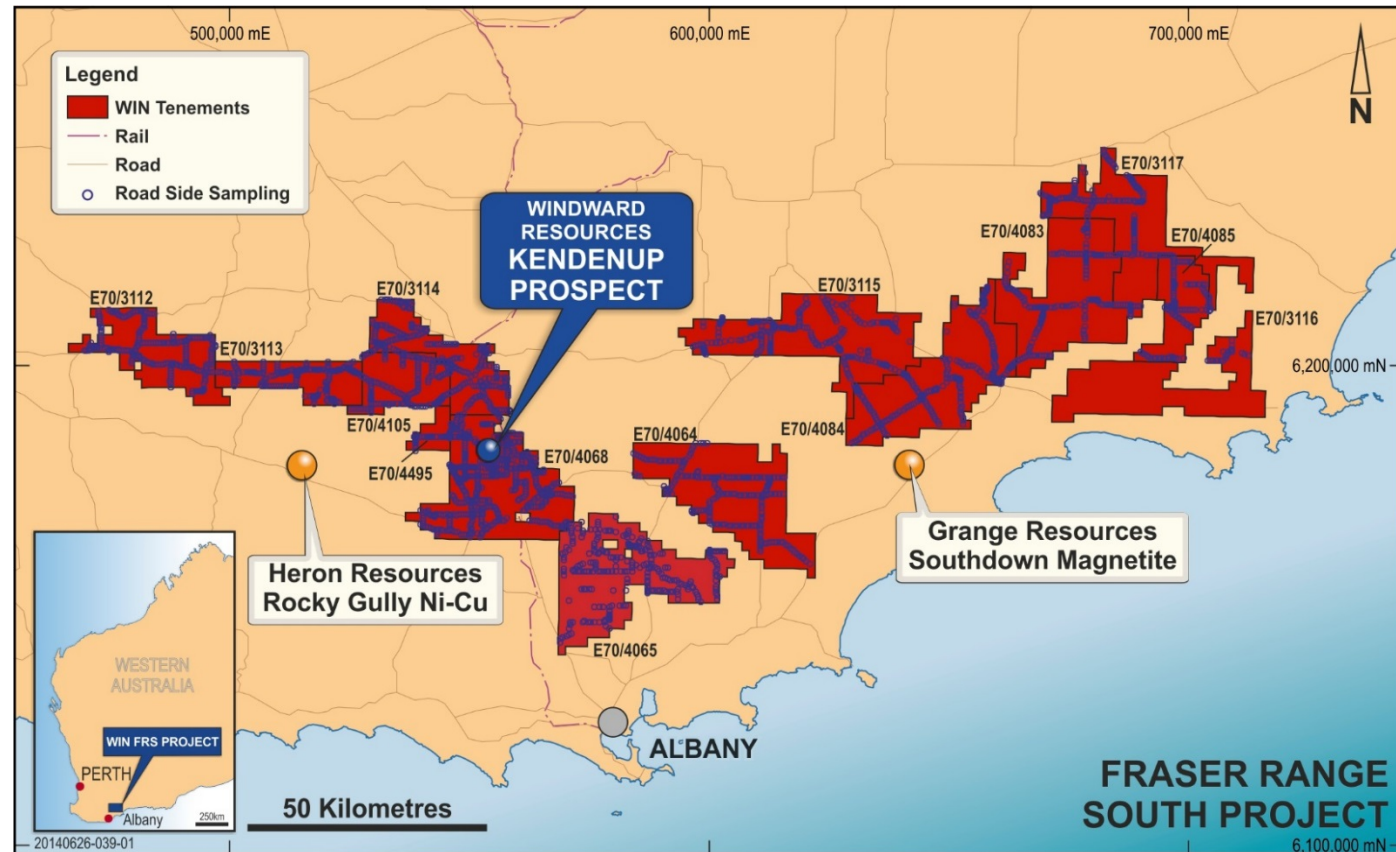 500,000 mE
600,000 mE
700,000 mE
Legend
WIN Tenements
Rail
Road
Road Side Sampling
N
WINDWARD
RESOURCES
KENDENUP
PROSPECT
E70/3117
E70/4083
E70/4085
E70/3112
E70/3114
E70/3115
E70/3116
E70/3113
6,200,000 mN
E70/4105
E70/4495
E70/4068
E70/4064
E70/4084
Heron Resources
Rocky Gully Ni-Cu
Grange Resources
Southdown Magnetite
E70/4065
ALBANY
WESTERN
AUSTRALIA
WIN FRS PROJECT
PERTH
Albany
250km
50 Kilometres
FRASER RANGE
SOUTH PROJECT
20140626-039-01
6,100,000 mN